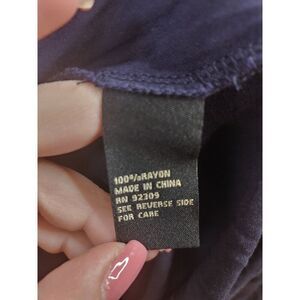 100%RAYON
MADE IN CHINA
RN 92309
SEE REVERSE SIDE
FOR CARE